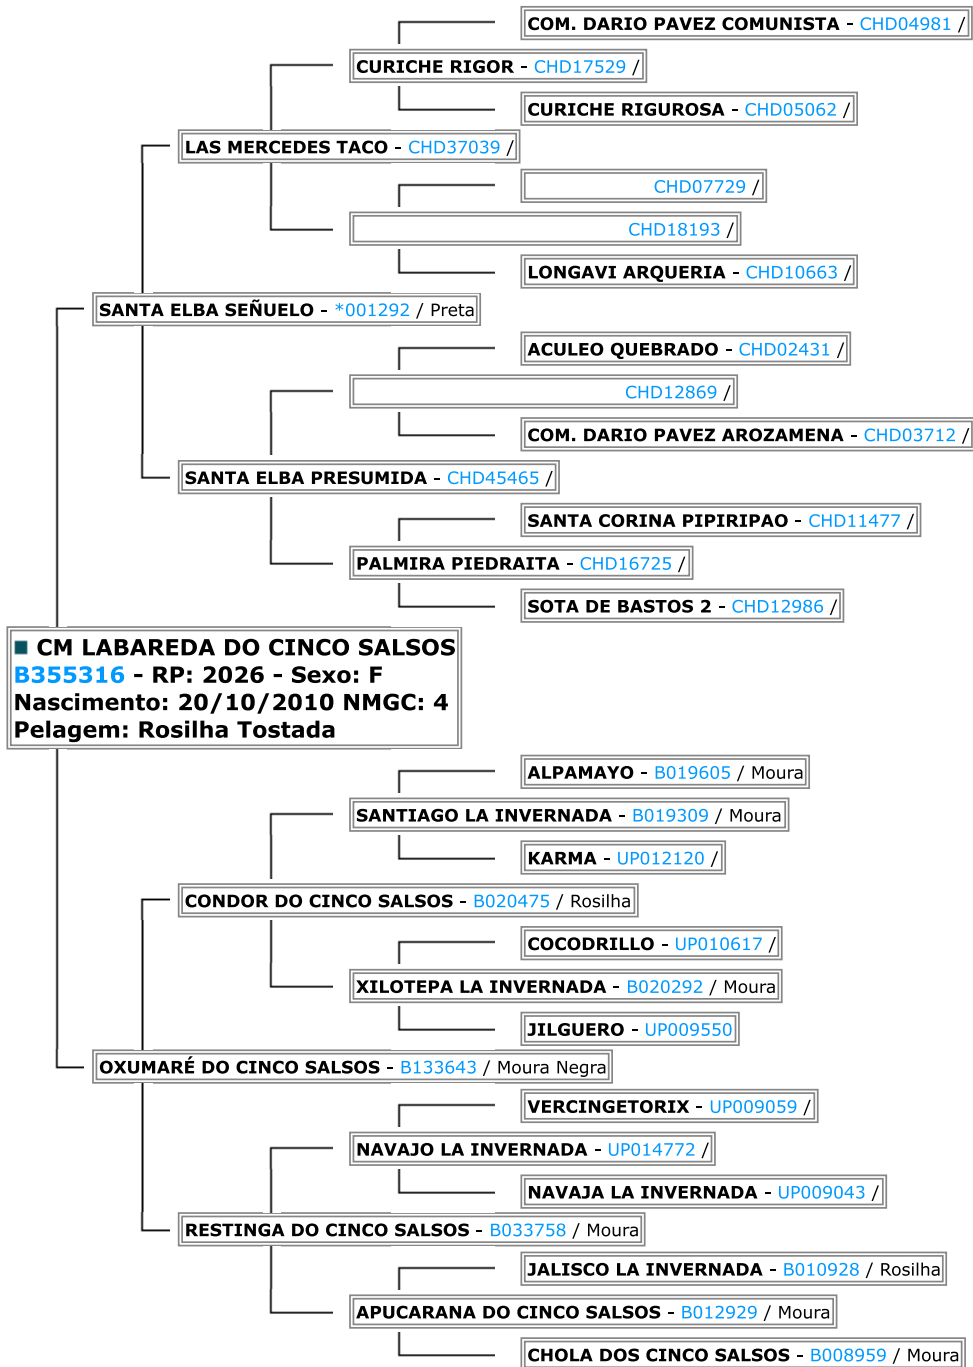 COM. DARIO PAVEZ COMUNISTA - CHD04981 /
CURICHE RIGOR - CHD17529 /
CURICHE RIGUROSA - CHD05062 /
LAS MERCEDES TACO - CHD37039 /
CHD07729 /
CHD18193 /
LONGAVI ARQUERIA - CHD10663 /
SANTA ELBA SEÑUELO - *001292 / Preta
ACULEO QUEBRADO - CHD02431 /
CHD12869 /
COM. DARIO PAVEZ AROZAMENA - CHD03712 /
SANTA ELBA PRESUMIDA - CHD45465 /
SANTA CORINA PIPIRIPAO - CHD11477 /
PALMIRA PIEDRAITA - CHD16725 /
SOTA DE BASTOS 2 - CHD12986 /
CM LABAREDA DO CINCO SALSOS
B355316 - RP: 2026 - Sexo: F
Nascimento: 20/10/2010 NMGC: 4
Pelagem: Rosilha Tostada
ALPAMAYO - B019605 / Moura
SANTIAGO LA INVERNADA - B019309 / Moura
KARMA - UP012120 /
CONDOR DO CINCO SALSOS - B020475 / Rosilha
COCODRILLO - UP010617 /
XILOTEPA LA INVERNADA - B020292 / Moura
JILGUERO - UP009550
OXUMARÉ DO CINCO SALSOS - B133643 / Moura Negra
VERCINGETORIX - UP009059 /
NAVAJO LA INVERNADA - UP014772 /
NAVAJA LA INVERNADA - UP009043 /
RESTINGA DO CINCO SALSOS - B033758 / Moura
JALISCO LA INVERNADA - B010928 / Rosilha
APUCARANA DO CINCO SALSOS - B012929 / Moura
CHOLA DOS CINCO SALSOS - B008959 / Moura